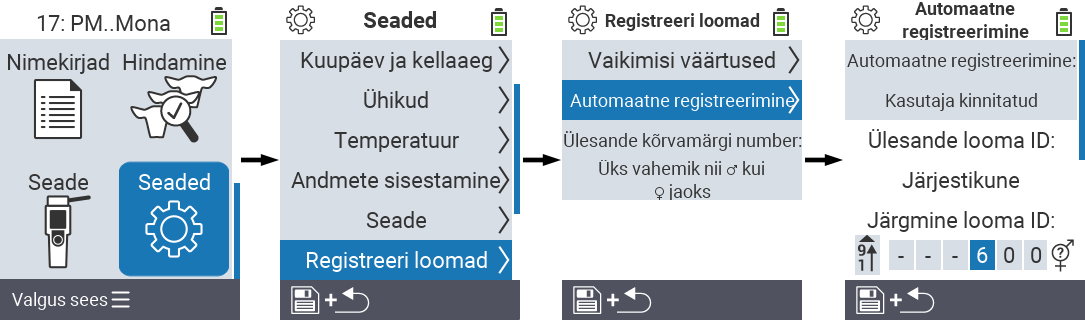 17: PM..Mona
Nimekirjad Hindamine
Seade Seaded
Valgus sees
Seaded
Kuupäev ja kellaaeg
Ühikud
Temperatuur
Andmete sisestamine
Seade
Registreeri loomad
+
Registreeri loomad
Vaikimisi väärtused
Automaatne registreerimine
Ülesande kõrvamärgi number:
Üks vahemik nii ♂ kui
♀ jaoks
+
Automaatne
registreerimine
Automaatne registreerimine:
Kasutaja kinnitatud
Ülesande looma ID:
Järjestikune
Järgmine looma ID:
9 1 - - - 6 0 0 ?
+